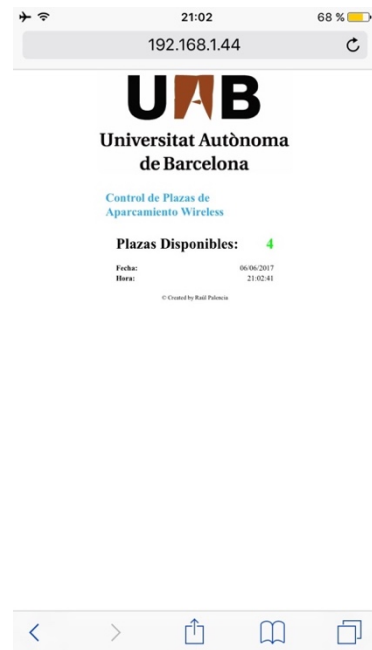 21:02
68 %
192.168.1.44
UAB
Universitat Autònoma
de Barcelona
Control de Plazas de
Aparcamiento Wireless
Plazas Disponibles: 4
Fecha: 06/06/2017
Hora: 21:02:41
© Created by Raúl Palencia